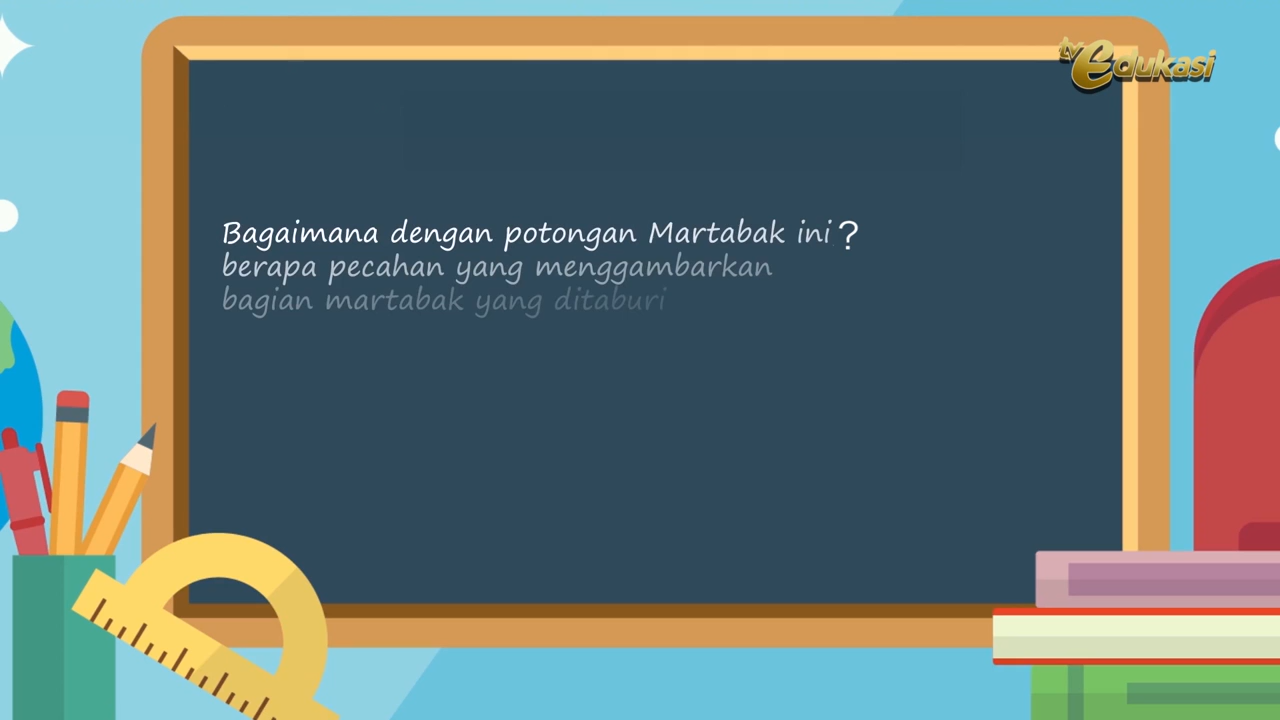 tv Edukasi
Bagaimana dengan potongan Martabak ini ?
berapa pecahan yang menggambarkan
bagian martabak yang ditaburi